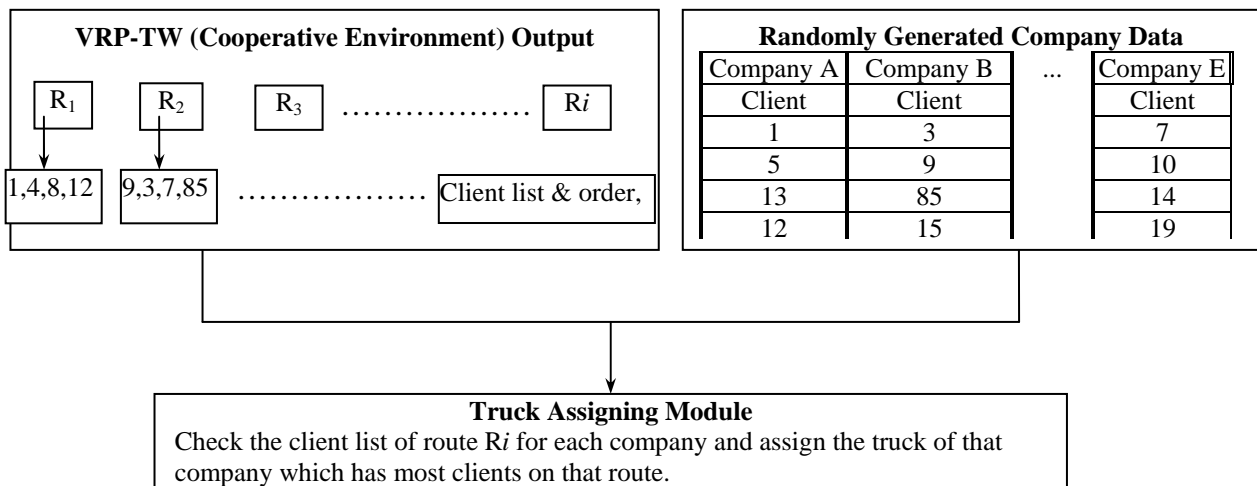 VRP-TW (Cooperative Environment) Output
R1 R2 R3 ……………… Ri
1,4,8,12 9,3,7,85 ……………… Client list & order,
Randomly Generated Company Data
Company A Company B ... Company E
Client Client Client
1 3 7
5 9 10
13 85 14
12 15 19
Truck Assigning Module
Check the client list of route Ri for each company and assign the truck of that
company which has most clients on that route.